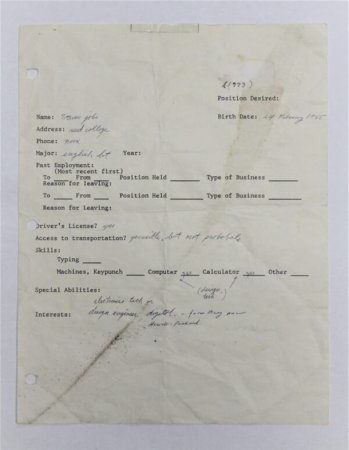 (1973)
Position Desired:
Name: Steven jobs Birth Date: 24 february 1955
Address: reed college
Phone: none
Major: english lit Year:
Past Employment:
(Most recent first)
To From Position Held Type of Business
Reason for leaving:
To From Position Held Type of Business
Reason for Leaving:
Driver's License? yes
Access to transportation? possible, but not probable
Skills:
Typing
Machines, Keypunch Computer yes Calculator yes Other
(design, tech)
Special Abilities:
electronics tech or
Interests: design engineer. digital. - from Bay near
Hewitt-Packard